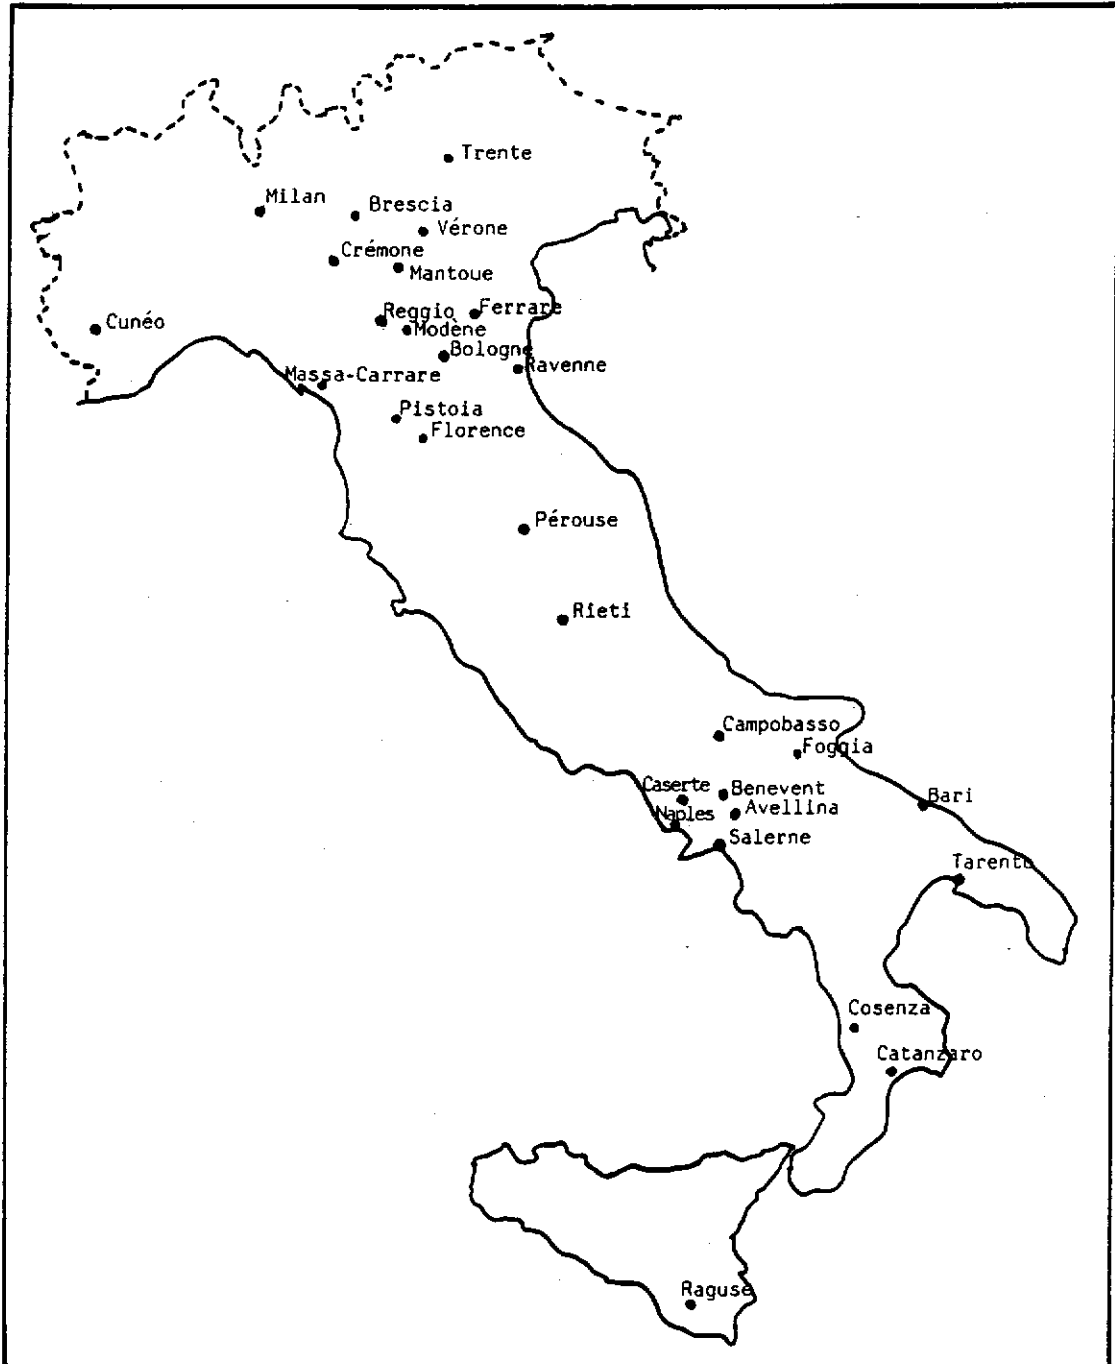 Trente
Milan
Brescia
Vérone
Crémone
Mantoue
Reggio
Ferrare
Cunéo
Modène
Bologne
Ravenne
Massa-Carrare
Pistoia
Florence
Pérouse
Rieti
Campobasso
Foggia
Caserte
Benevent
Bari
Naples
Avellina
Salerne
Tarente
Cosenza
Catanzaro
Raguse